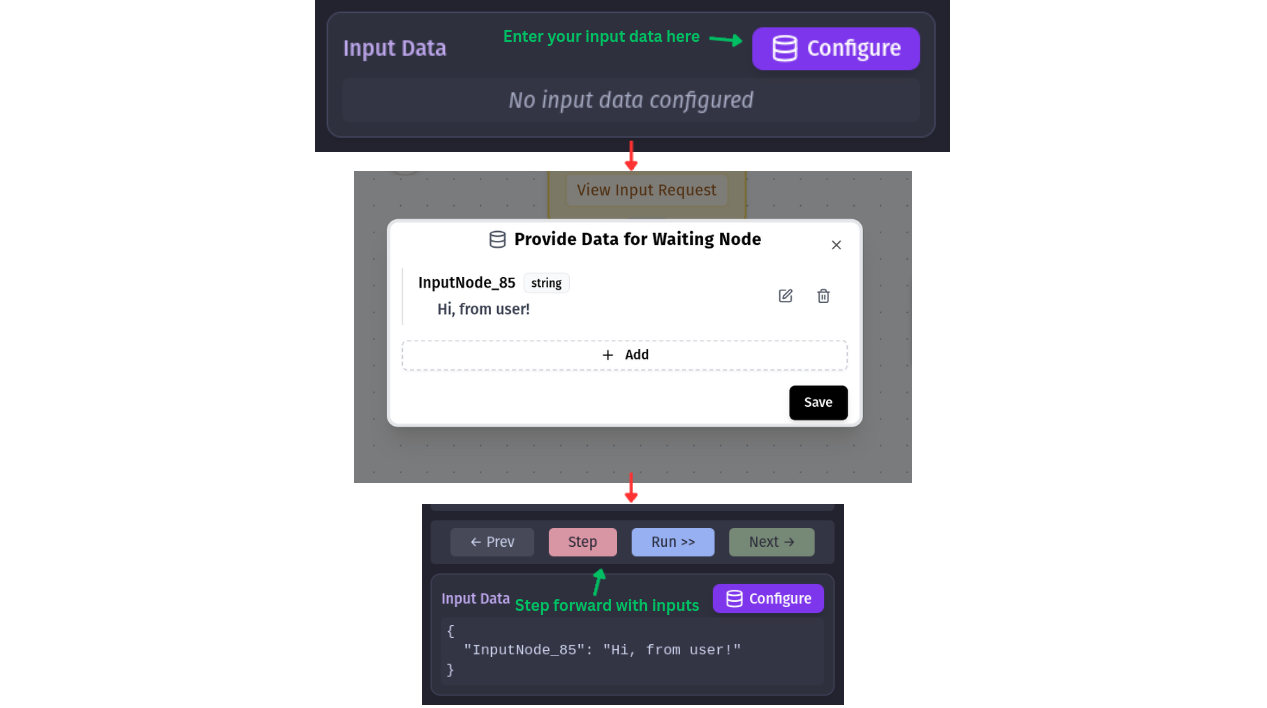 Enter your input data here
Input Data
Configure
No input data configured
View Input Request
Provide Data for Waiting Node
InputNode_85 string
Hi, from user!
+ Add
Save
← Prev
Step
Run >>
Next →
Input Data
Step forward with inputs
Configure
{
"InputNode_85": "Hi, from user!"
}